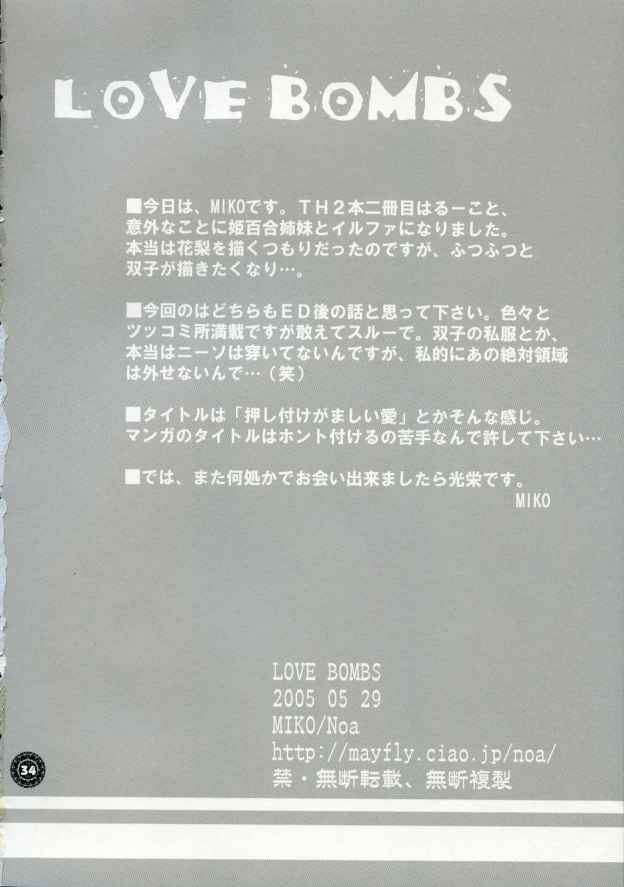 LOVE BOMBS
■今日は、MIKOです。TH2本二冊目はるーこと、
意外なことに姫百合姉妹とイルファになりました。
本当は花梨を描くつもりだったのですが、ふつふつと
双子が描きたくなり…。
■今回のはどちらもED後の話と思って下さい。色々と
ツッコミ所満載ですが敢えてスルーで。双子の私服とか、
本当はニーソは穿いてないんですが、私的にあの絶対領域
は外せないんで…(笑)
■タイトルは「押し付けがましい愛」とかそんな感じ。
マンガのタイトルはホント付けるの苦手なんで許して下さい…
■では、また何処かでお会い出来ましたら光栄です。
MIKO
LOVE BOMBS
2005 05 29
MIKO/Noa
http://mayfly.ciao.jp/noa/
禁・無断転載、無断複製
34